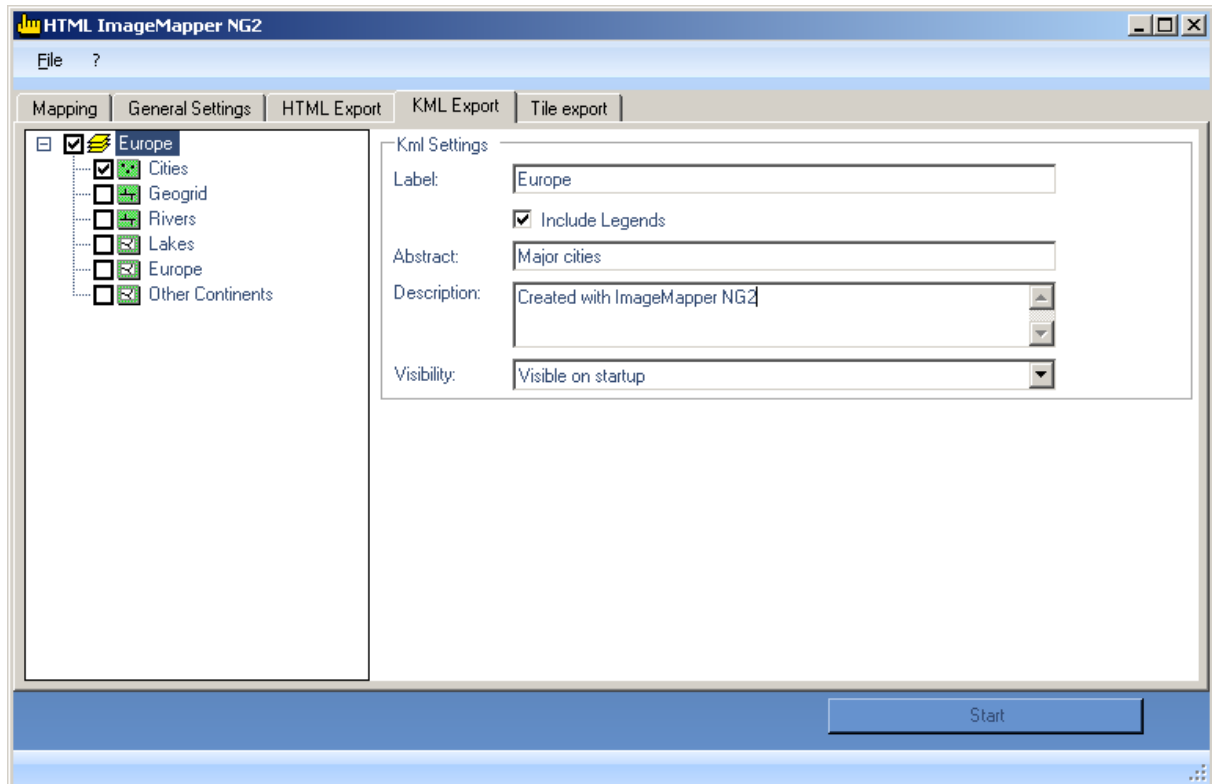 HTML ImageMapper NG2
File ?
Mapping General Settings HTML Export KML Export Tile export
Europe
Cities
Geogrid
Rivers
Lakes
Europe
Other Continents
Kml Settings
Label: Europe
Include Legends
Abstract: Major cities
Description: Created with ImageMapper NG2
Visibility: Visible on startup
Start